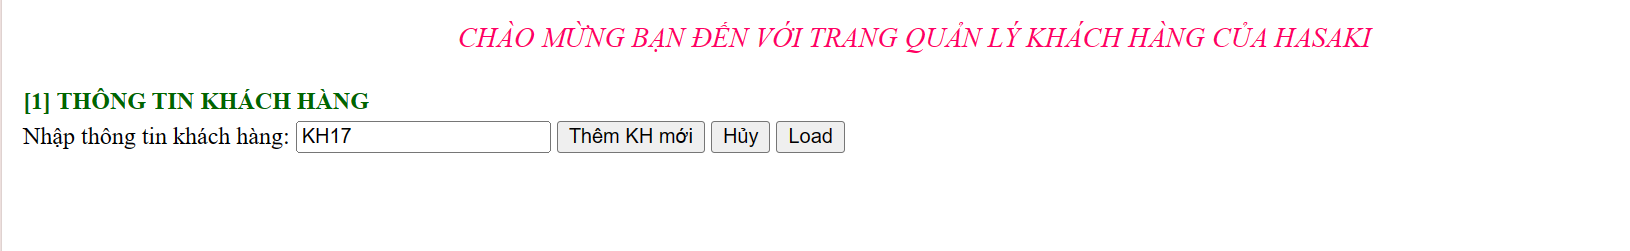 CHÀO MỪNG BẠN ĐẾN VỚI TRANG QUẢN LÝ KHÁCH HÀNG CỦA HASAKI
[1] THÔNG TIN KHÁCH HÀNG
Nhập thông tin khách hàng: KH17 Thêm KH mới Hủy Load